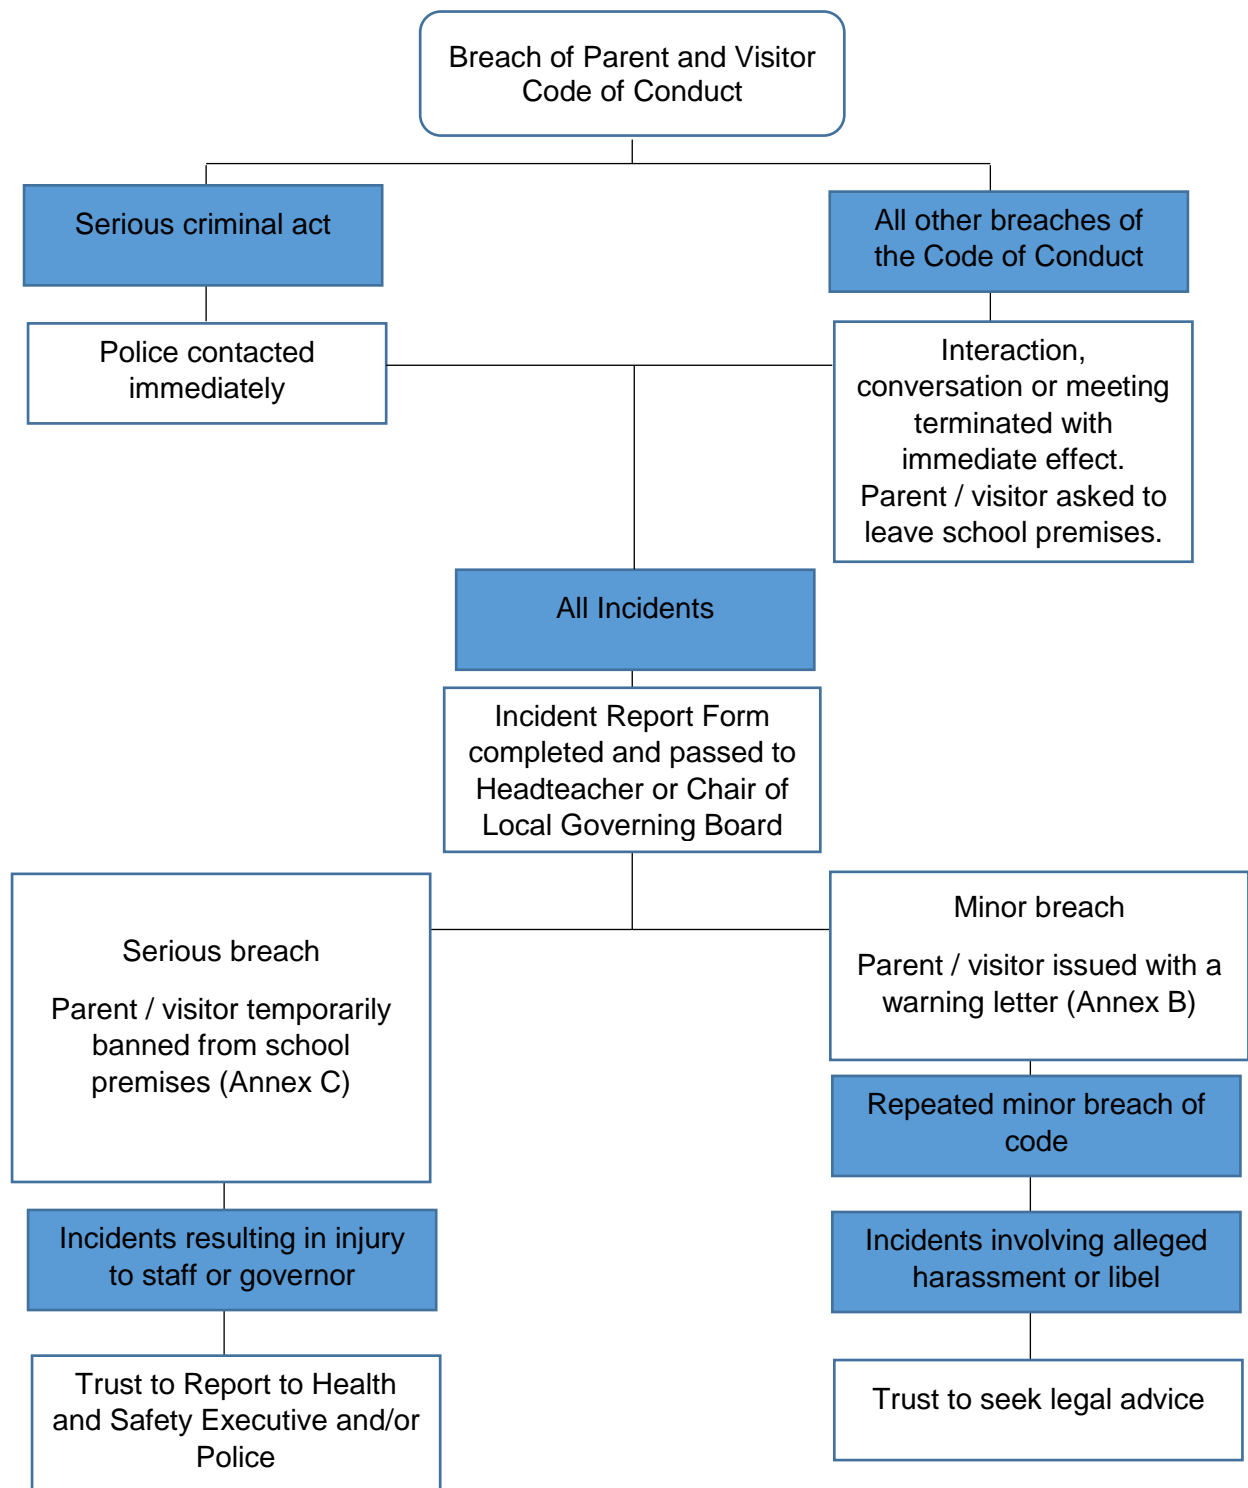 Breach of Parent and Visitor
Code of Conduct
Serious criminal act
All other breaches of
the Code of Conduct
Police contacted
immediately
Interaction,
conversation or meeting
terminated with
immediate effect.
Parent / visitor asked to
leave school premises.
All Incidents
Incident Report Form
completed and passed to
Headteacher or Chair of
Local Governing Board
Serious breach
Parent / visitor temporarily
banned from school
premises (Annex C)
Minor breach
Parent / visitor issued with a
warning letter (Annex B)
Repeated minor breach of
code
Incidents resulting in injury
to staff or governor
Incidents involving alleged
harassment or libel
Trust to Report to Health
and Safety Executive and/or
Police
Trust to seek legal advice